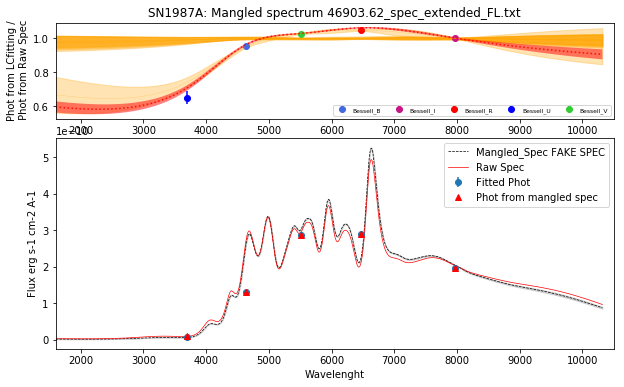 SN1987A: Mangled spectrum 46903.62_spec_extended_FL.txt
Phot from LCfitting /
Phot from Raw Spec
1.0
0.8
0.6
Bessell_B
Bessell_I
Bessell_R
Bessell_U
Bessell_V
2000 3000 4000 5000 6000 7000 8000 9000 10000
Flux erg s-1 cm-2 A-1
5
4
3
2
1
0
Mangled_Spec FAKE SPEC
Raw Spec
Fitted Phot
Phot from mangled spec
2000 3000 4000 5000 6000 7000 8000 9000 10000
Wavelenght